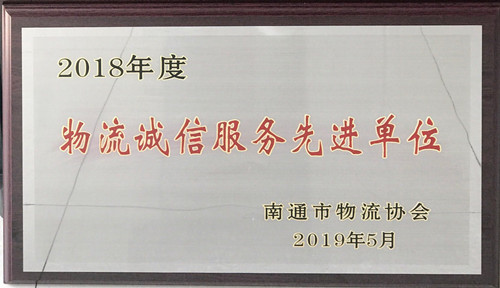 2018年度
物流诚信服务先进单位
南通市物流协会
2019年5月